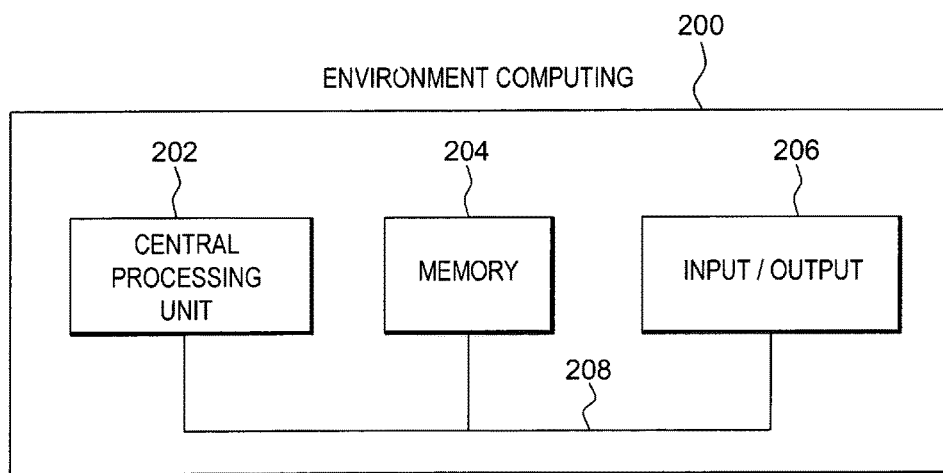 200
ENVIRONMENT COMPUTING
202
204
206
CENTRAL
PROCESSING
UNIT
MEMORY
INPUT / OUTPUT
208